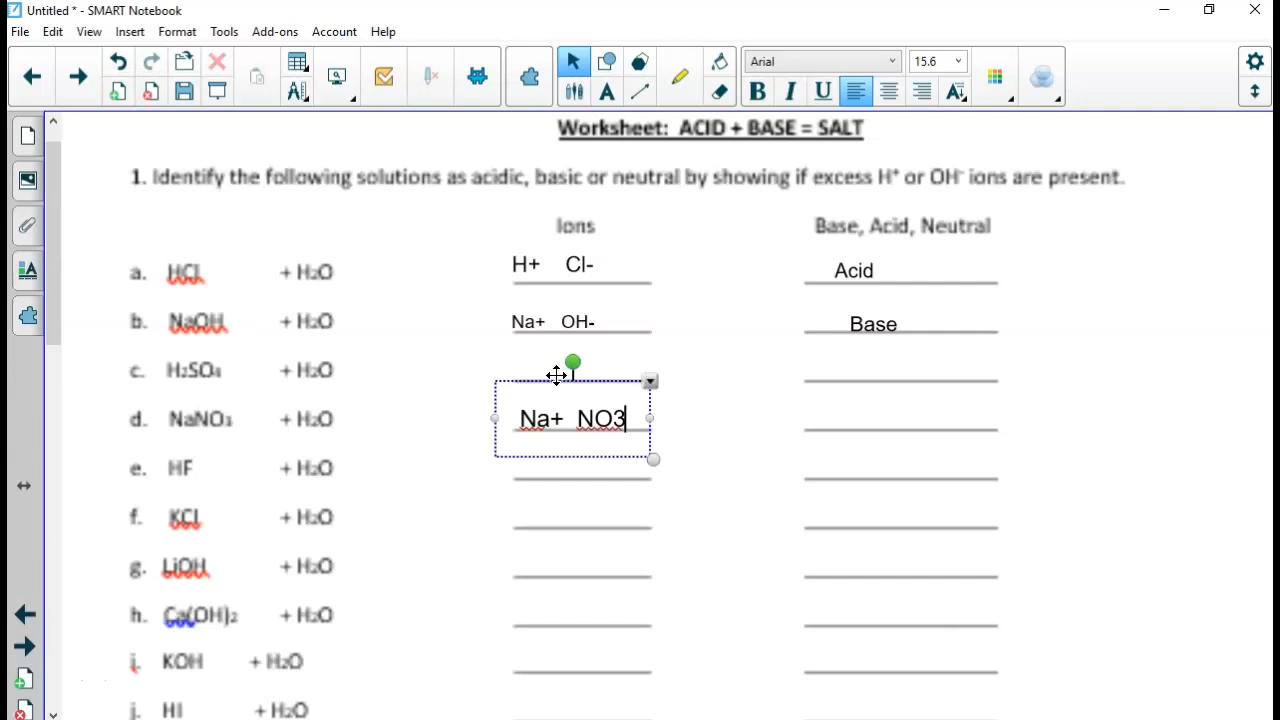 Untitled * - SMART Notebook
File Edit View Insert Format Tools Add-ons Account Help
Arial 15.6
B I U
Worksheet: ACID + BASE = SALT
1. Identify the following solutions as acidic, basic or neutral by showing if excess H⁺ or OH⁻ ions are present.
Ions Base, Acid, Neutral
a. HCl + H₂O H+ Cl- Acid
b. NaOH + H₂O Na+ OH- Base
c. H₂SO₄ + H₂O
d. NaNO₃ + H₂O Na+ NO3
e. HF + H₂O
f. KCl + H₂O
g. LiOH + H₂O
h. Ca(OH)₂ + H₂O
i. KOH + H₂O
j. HI + H₂O